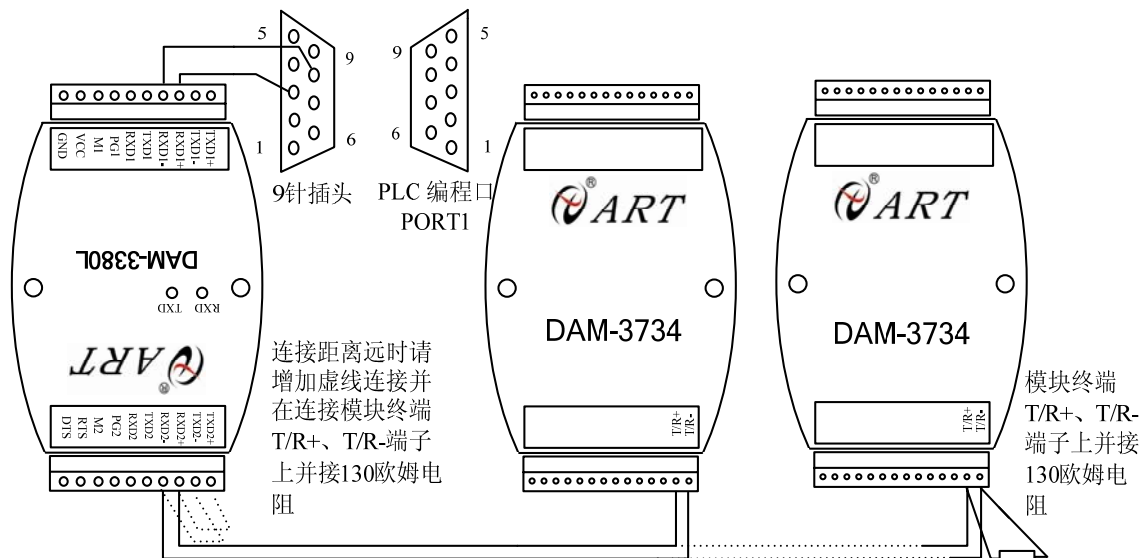 5
9
1
6
9针插头
9
5
6
1
PLC 编程口
PORT1
GND
VCC
M1
PG1
RXD1
TXD1
RXD1-
RXD1+
TXD1-
TXD1+
DAM-3380L
TXD
RXD
®ART
DTS
RTS
M2
PG2
RXD2
TXD2
RXD2-
RXD2+
TXD2-
TXD2+
连接距离远时请
增加虚线连接并
在连接模块终端
T/R+、T/R-端子
上并接130欧姆电
阻
®ART
DAM-3734
T/R+
T/R-
®ART
DAM-3734
T/R+
T/R-
模块终端
T/R+、T/R-
端子上并接
130欧姆电
阻